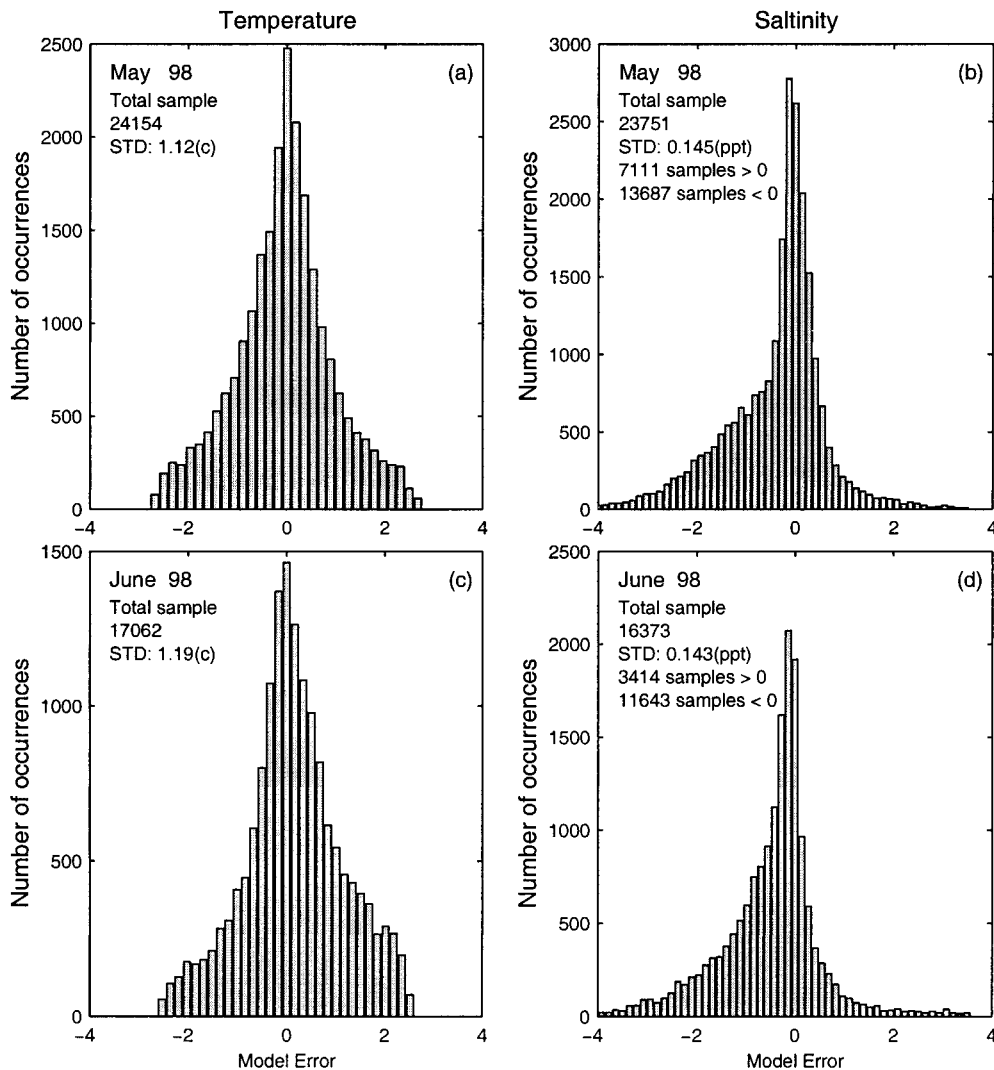 Temperature
Saltinity
2500
2000
1500
1000
500
0
Number of occurrences
May 98
Total sample
24154
STD: 1.12(c)
(a)
−4
−2
0
2
4
3000
2500
2000
1500
1000
500
0
Number of occurrences
May 98
Total sample
23751
STD: 0.145(ppt)
7111 samples > 0
13687 samples < 0
(b)
−4
−2
0
2
4
1500
1000
500
0
Number of occurrences
June 98
Total sample
17062
STD: 1.19(c)
(c)
−4
−2
0
2
4
Model Error
2500
2000
1500
1000
500
0
Number of occurrences
June 98
Total sample
16373
STD: 0.143(ppt)
3414 samples > 0
11643 samples < 0
(d)
−4
−2
0
2
4
Model Error